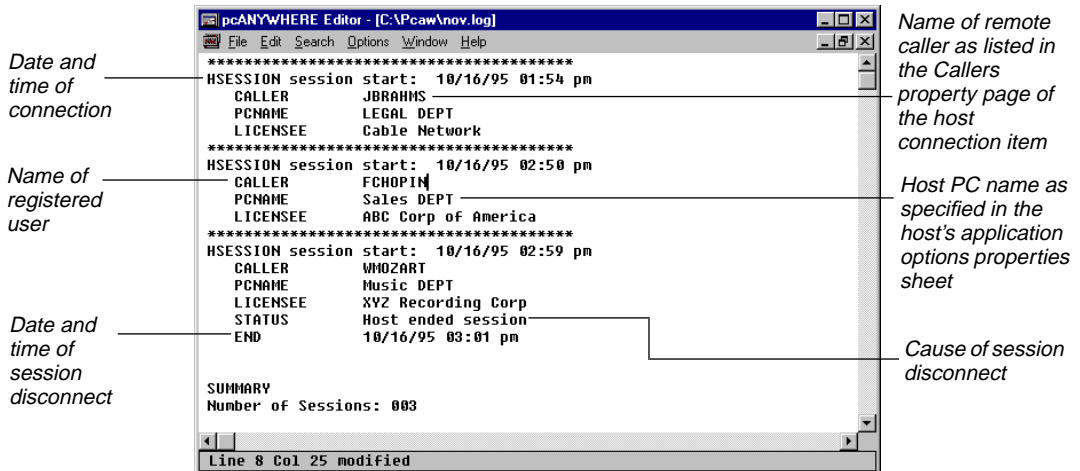 pcANYWHERE Editor - [C:\Pcaw\nov.log]
File Edit Search Options Window Help
*****************************************
HSESSION session start: 10/16/95 01:54 pm
CALLER JBRAHMS
PCNAME LEGAL DEPT
LICENSEE Cable Network
*****************************************
HSESSION session start: 10/16/95 02:50 pm
CALLER FCHOPIN
PCNAME Sales DEPT
LICENSEE ABC Corp of America
*****************************************
HSESSION session start: 10/16/95 02:59 pm
CALLER WMOZART
PCNAME Music DEPT
LICENSEE XYZ Recording Corp
STATUS Host ended session
END 10/16/95 03:01 pm
SUMMARY
Number of Sessions: 003
Line 8 Col 25 modified
Date and
time of
connection
Name of
registered
user
Date and
time of
session
disconnect
Name of remote
caller as listed in
the Callers
property page of
the host
connection item
Host PC name as
specified in the
host's application
options properties
sheet
Cause of session
disconnect